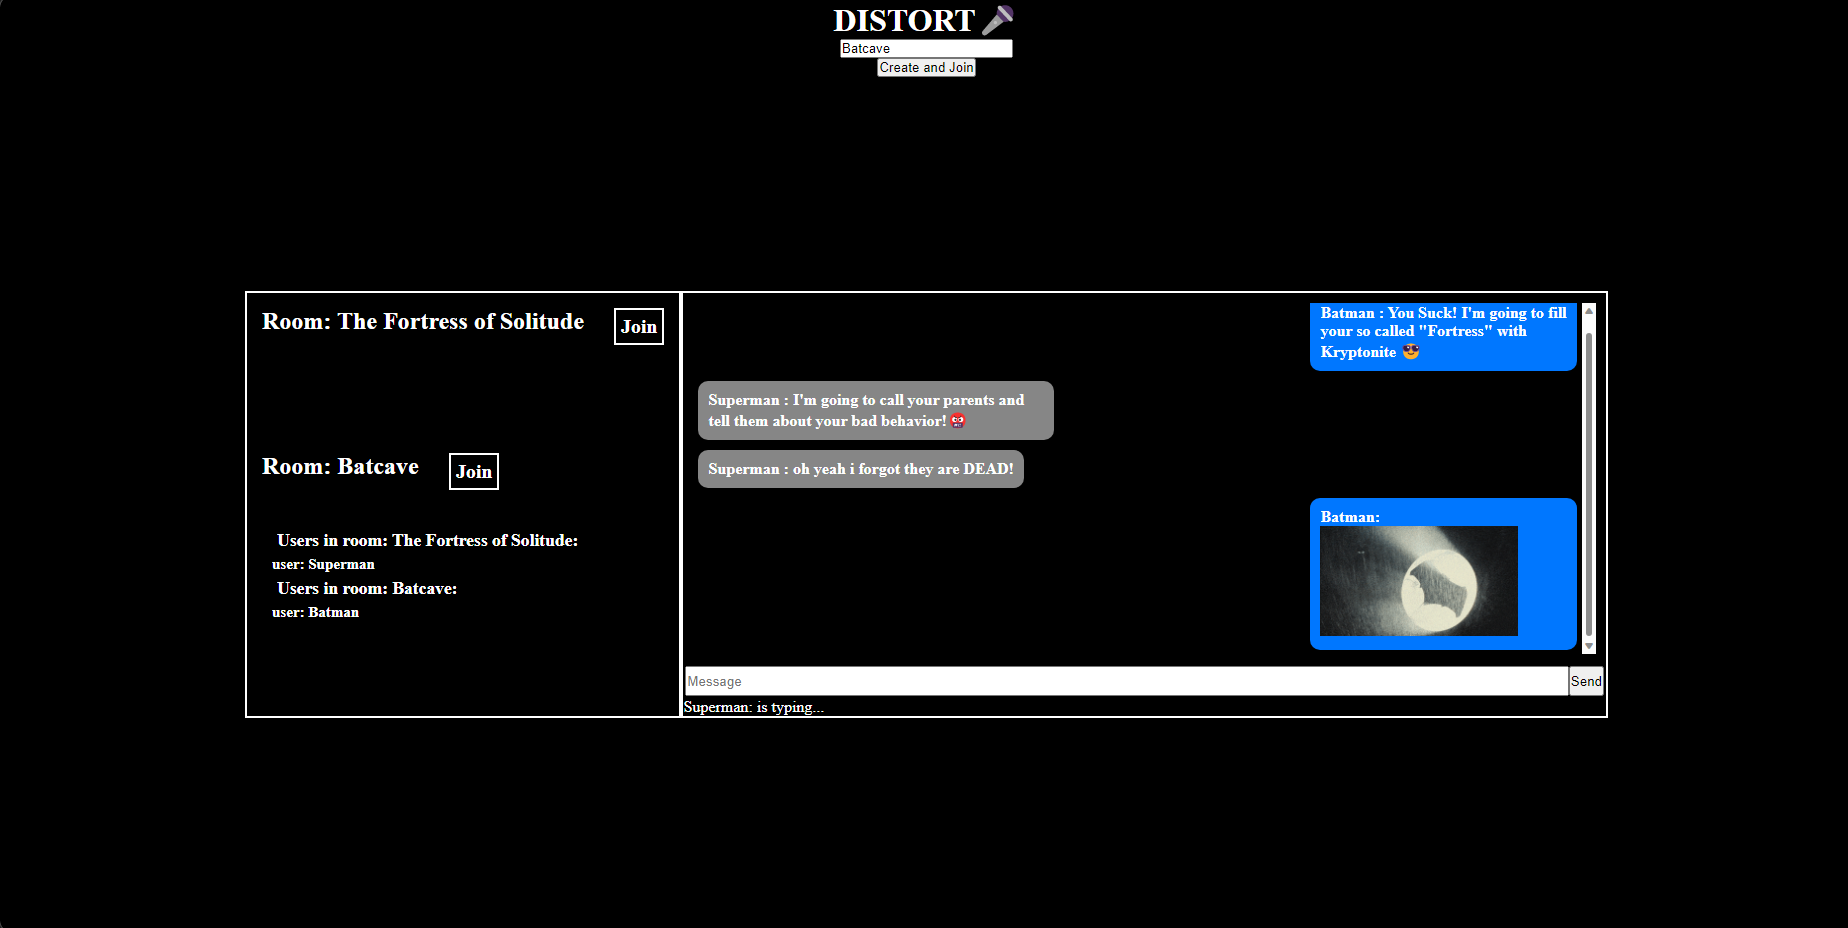 DISTORT 🎤
Batcave
Create and Join
Room: The Fortress of Solitude
Join
Room: Batcave
Join
Users in room: The Fortress of Solitude:
user: Superman
Users in room: Batcave:
user: Batman
Batman : You Suck! I'm going to fill
your so called "Fortress" with
Kryptonite 😎
Superman : I'm going to call your parents and
tell them about your bad behavior! 🤬
Superman : oh yeah i forgot they are DEAD!
Batman:
Message
Send
Superman: is typing...